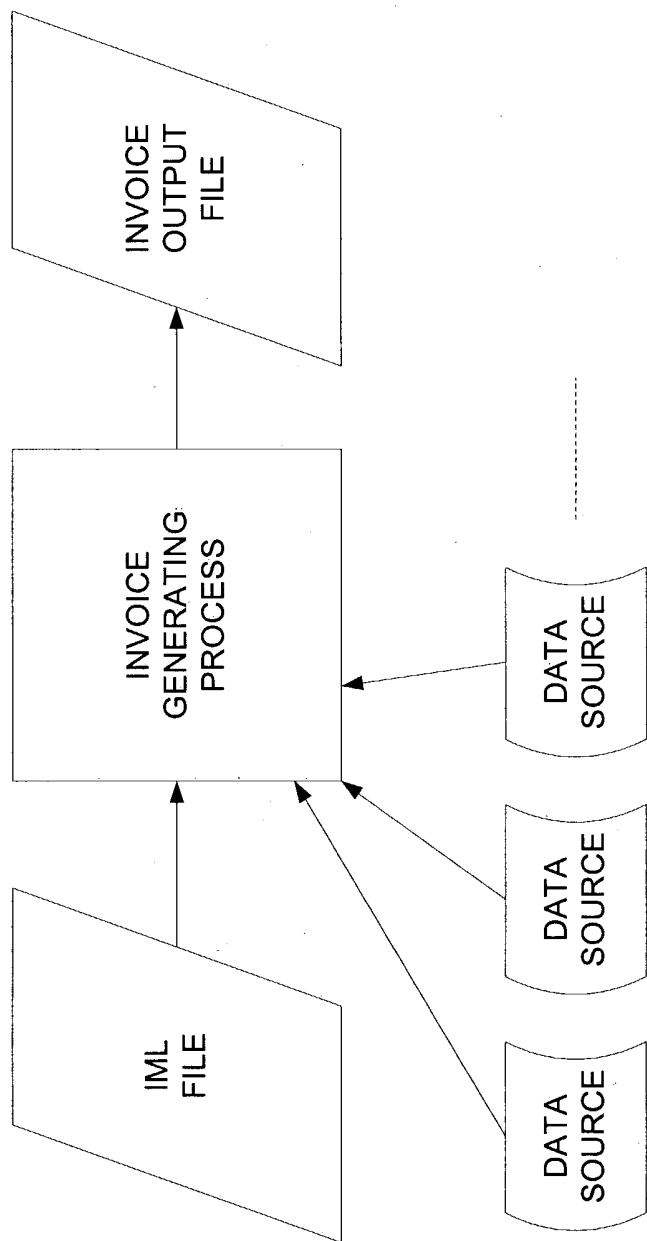 IML
FILE
INVOICE
GENERATING
PROCESS
INVOICE
OUTPUT
FILE
DATA
SOURCE
DATA
SOURCE
DATA
SOURCE